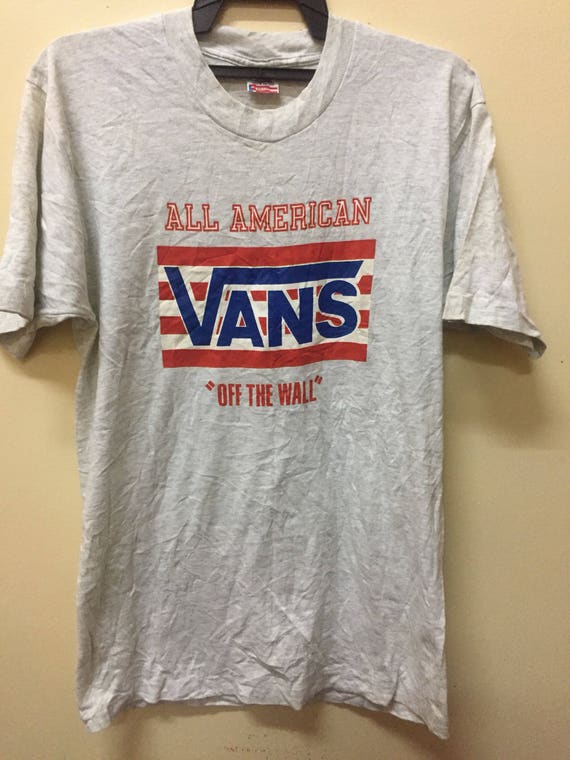 ALL AMERICAN
VANS
"OFF THE WALL"